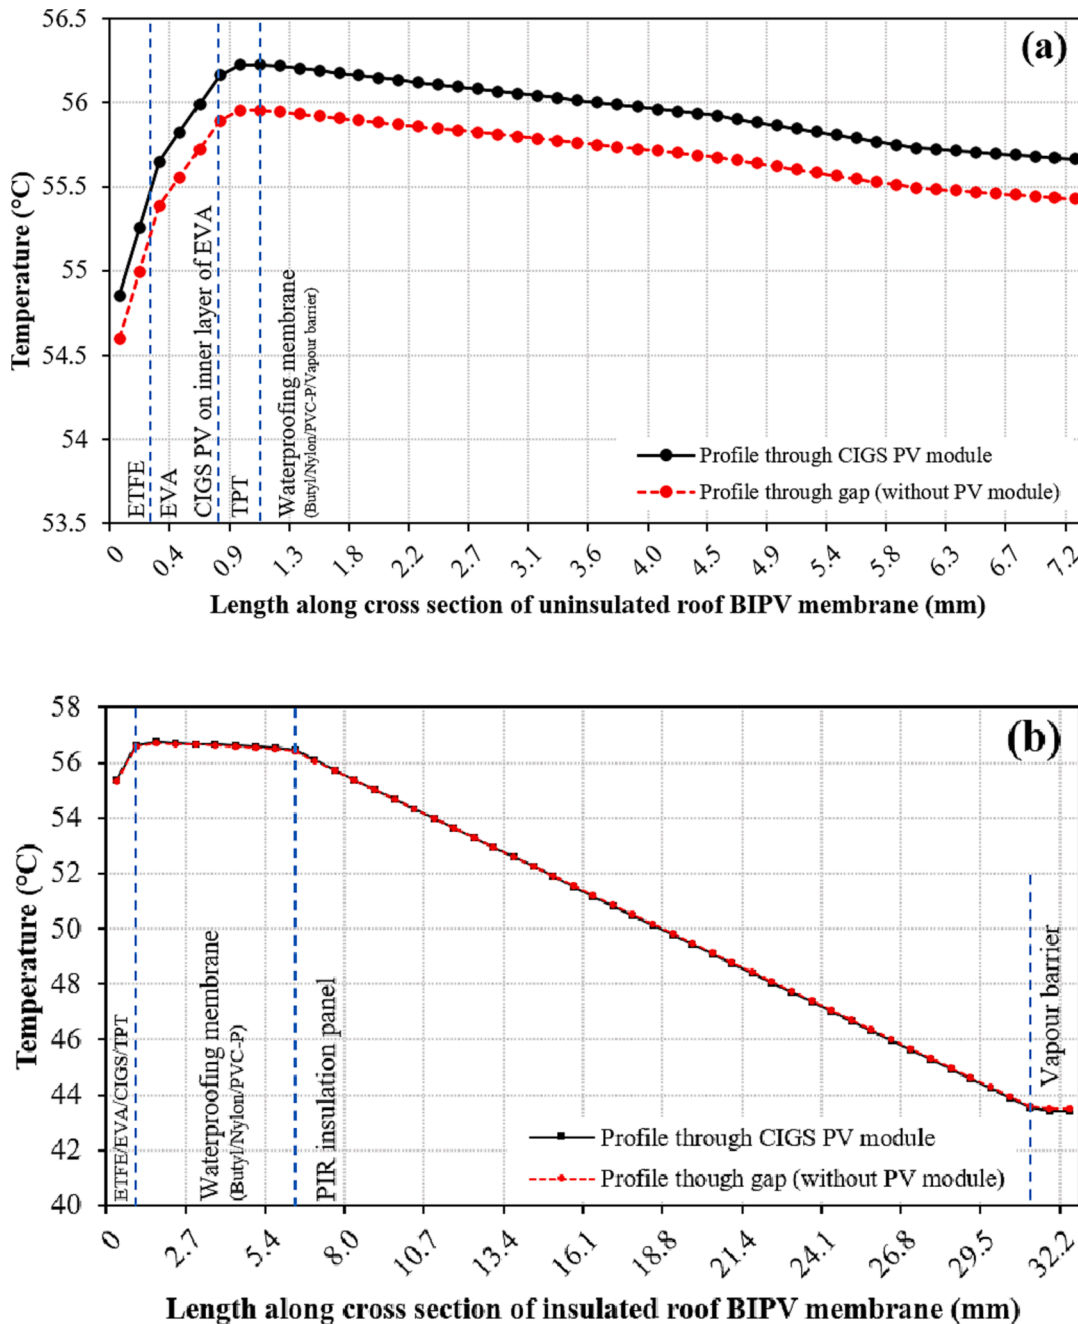 56.5
56
55.5
55
54.5
54
53.5
Temperature (°C)
(a)
ETFE
EVA
CIGS PV on inner layer of EVA
TPT
Waterproofing membrane
(Butyl/Nylon/PVC-P/Vapour barrier)
Profile through CIGS PV module
Profile through gap (without PV module)
0 0.4 0.9 1.3 1.8 2.2 2.7 3.1 3.6 4.0 4.5 4.9 5.4 5.8 6.3 6.7 7.2
Length along cross section of uninsulated roof BIPV membrane (mm)
58
56
54
52
50
48
46
44
42
40
Temperature (°C)
(b)
ETFE/EVA/CIGS/TPT
Waterproofing membrane
(Butyl/Nylon/PVC-P)
PIR insulation panel
Vapour barrier
Profile through CIGS PV module
Profile though gap (without PV module)
0 2.7 5.4 8.0 10.7 13.4 16.1 18.8 21.4 24.1 26.8 29.5 32.2
Length along cross section of insulated roof BIPV membrane (mm)